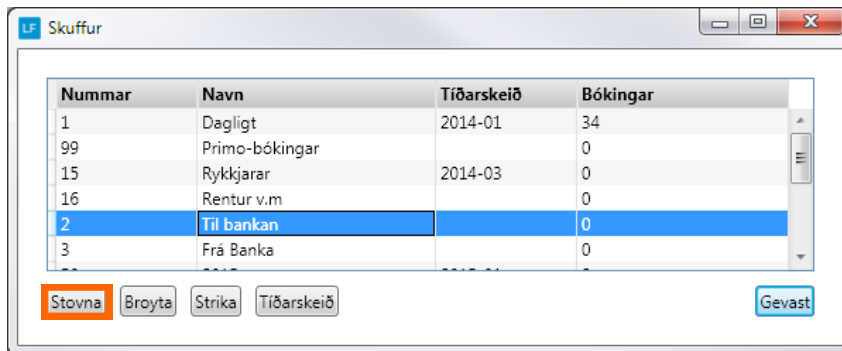 LF Skuffur
Nummar Navn Tíðarskeið Bókingar
1 Dagligt 2014-01 34
99 Primo-bókingar 0
15 Rykkjarar 2014-03 0
16 Rentur v.m 0
2 Til bankan 0
3 Frá Banka 0
Stovna Broyta Strika Tíðarskeið Gevast